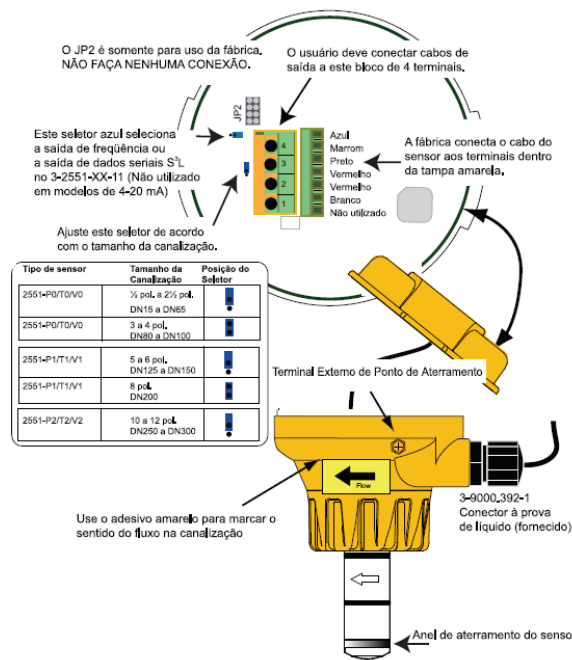 O JP2 é somente para uso da fábrica.
NÃO FAÇA NENHUMA CONEXÃO.
O usuário deve conectar cabos de
saída a este bloco de 4 terminais.
JP2
Este seletor azul seleciona
a saída de freqüência ou
a saída de dados seriais S³L
no 3-2551-XX-11 (Não utilizado
em modelos de 4-20 mA)
4
3
2
1
Azul
Marrom
Preto
Vermelho
Vermelho
Branco
Não utilizado
A fábrica conecta o cabo do
sensor aos terminais dentro
da tampa amarela.
Ajuste este seletor de acordo
com o tamanho da canalização.
Tipo de sensor Tamanho da Canalização Posição do Seletor
2551-P0/T0/V0 ½ pol. a 2½ pol.
DN15 a DN65
2551-P0/T0/V0 3 a 4 pol.
DN80 a DN100
2551-P1/T1/V1 5 a 6 pol.
DN125 a DN150
2551-P1/T1/V1 8 pol.
DN200
2551-P2/T2/V2 10 a 12 pol.
DN250 a DN300
Terminal Externo de Ponto de Aterramento
Flow
Use o adesivo amarelo para marcar o
sentido do fluxo na canalização
3-9000.392-1
Conector à prova
de líquido (fornecido)
Anel de aterramento do senso